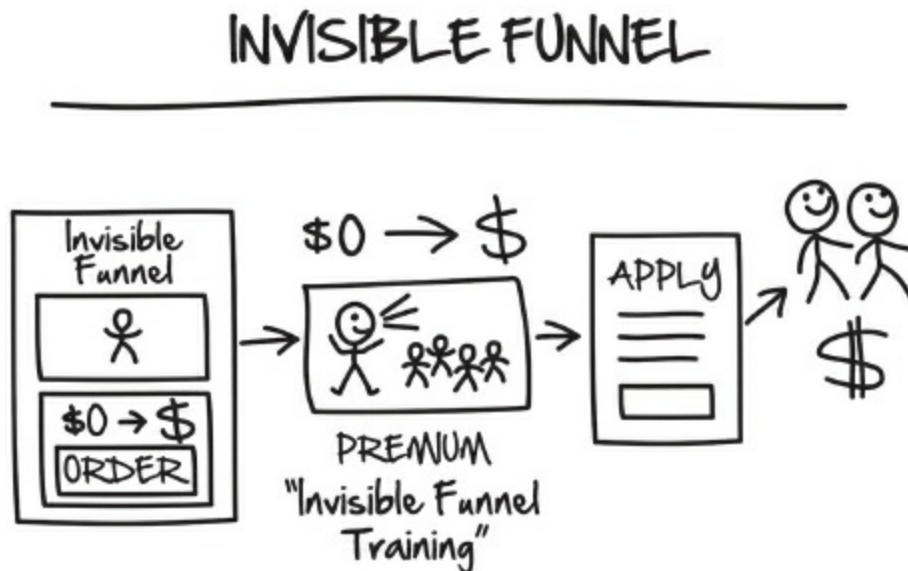 INVISIBLE FUNNEL
Invisible
Funnel
$0 → $
ORDER
$0 → $
PREMIUM
"Invisible Funnel
Training"
APPLY
$